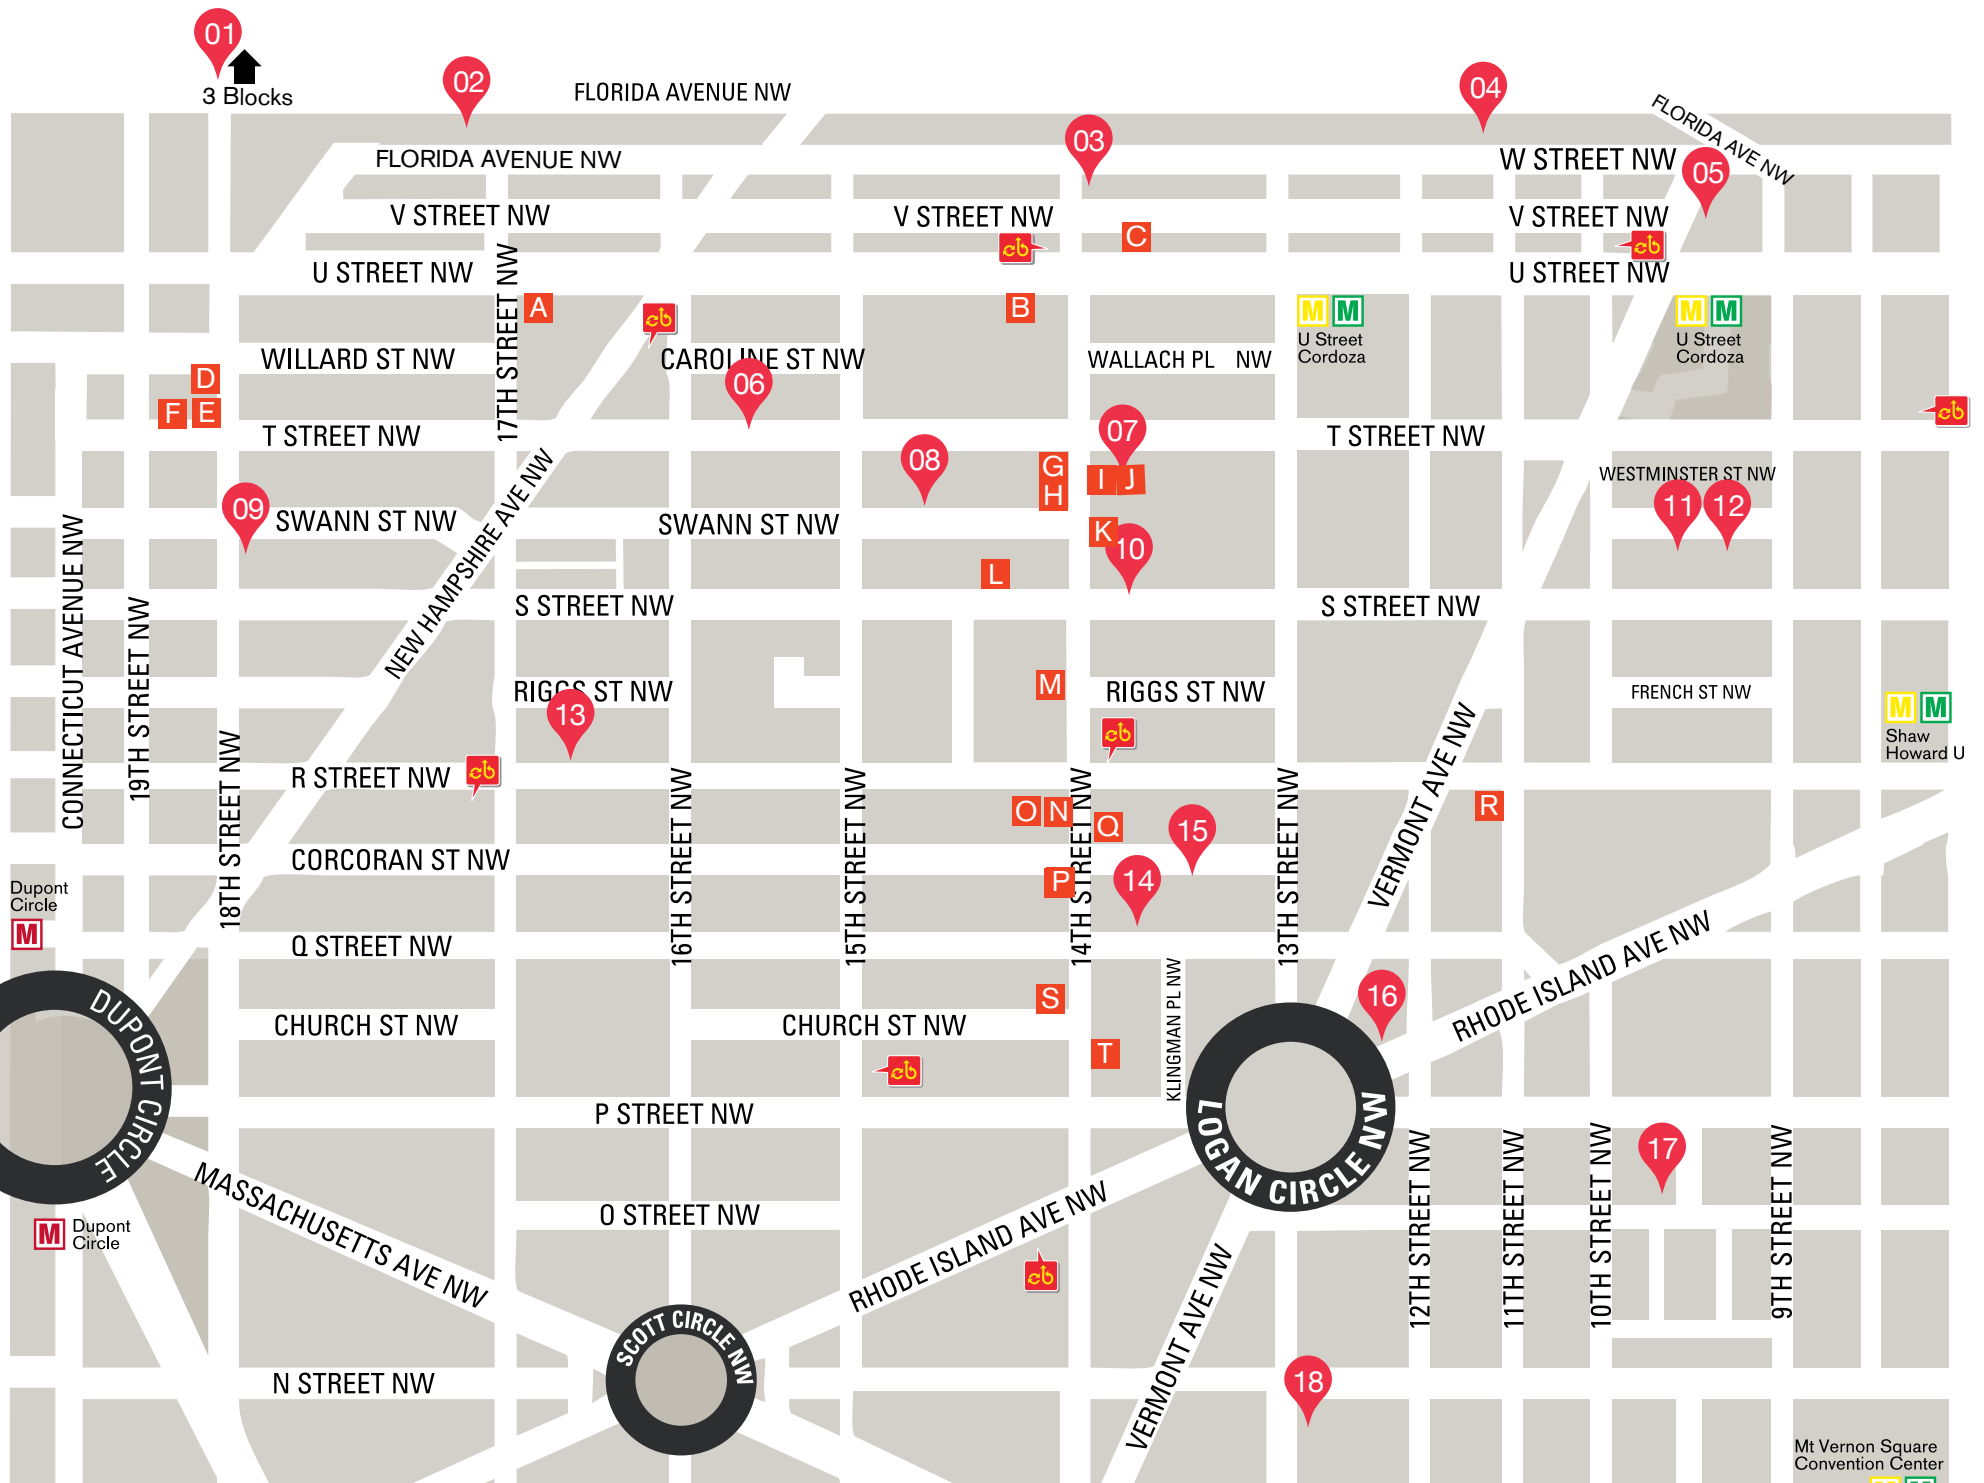 01
3 Blocks
02
FLORIDA AVENUE NW
04
FLORIDA AVE NW
03
FLORIDA AVENUE NW
W STREET NW
05
V STREET NW
V STREET NW
V STREET NW
cb
C
cb
U STREET NW
U STREET NW
17TH STREET NW
A
cb
B
M M
U Street
Cordoza
M M
U Street
Cordoza
WILLARD ST NW
CAROLINE ST NW
WALLACH PL NW
D
F E
06
cb
T STREET NW
07
T STREET NW
08
G
H
I J
WESTMINSTER ST NW
09
SWANN ST NW
SWANN ST NW
11 12
K
10
NEW HAMPSHIRE AVE NW
L
CONNECTICUT AVENUE NW
19TH STREET NW
S STREET NW
S STREET NW
RIGGS ST NW
M
RIGGS ST NW
FRENCH ST NW
13
cb
M M
Shaw
Howard U
R STREET NW
cb
18TH STREET NW
16TH STREET NW
15TH STREET NW
14TH STREET NW
13TH STREET NW
VERMONT AVE NW
O N
Q
15
R
CORCORAN ST NW
P
14
Dupont
Circle
M
Q STREET NW
RHODE ISLAND AVE NW
S
16
DUPONT CIRCLE
CHURCH ST NW
CHURCH ST NW
KLINGMAN PL NW
T
cb
P STREET NW
LOGAN CIRCLE NW
17
MASSACHUSETTS AVE NW
M
Dupont
Circle
O STREET NW
RHODE ISLAND AVE NW
12TH STREET NW
11TH STREET NW
10TH STREET NW
9TH STREET NW
cb
VERMONT AVE NW
SCOTT CIRCLE NW
N STREET NW
18
Mt Vernon Square
Convention Center